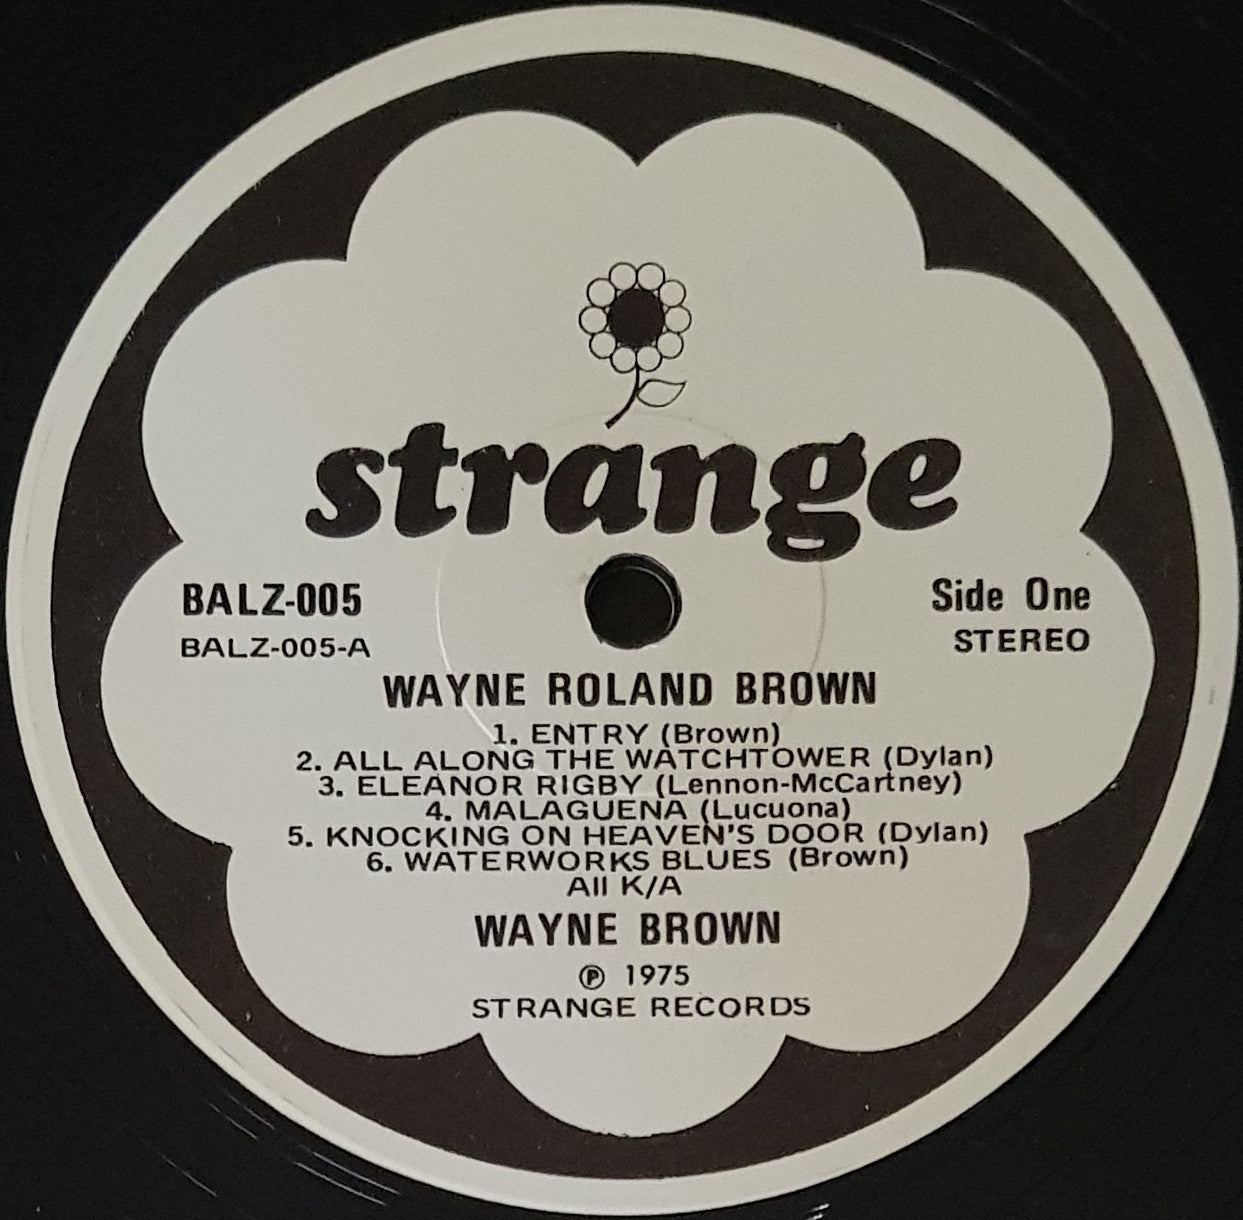 strange
BALZ-005
Side One
BALZ-005-A
STEREO
WAYNE ROLAND BROWN
1. ENTRY (Brown)
2. ALL ALONG THE WATCHTOWER (Dylan)
3. ELEANOR RIGBY (Lennon-McCartney)
4. MALAGUENA (Lucuona)
5. KNOCKING ON HEAVEN'S DOOR (Dylan)
6. WATERWORKS BLUES (Brown)
All K/A
WAYNE BROWN
℗ 1975
STRANGE RECORDS